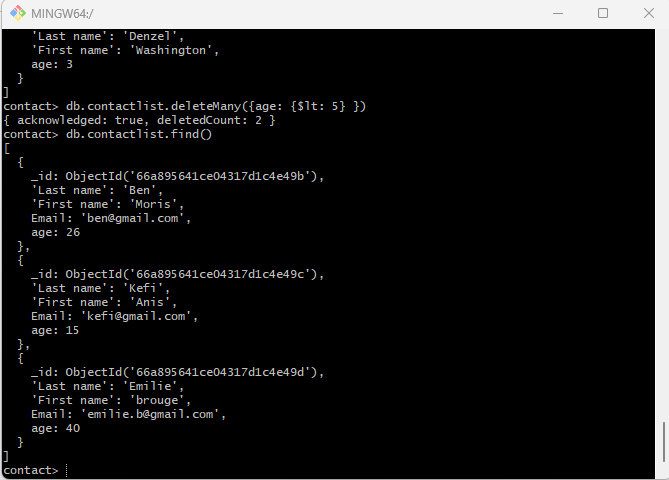 MINGW64:/
'Last name': 'Denzel',
'First name': 'Washington',
age: 3
}
]
contact> db.contactlist.deleteMany({age: {$lt: 5} })
{ acknowledged: true, deletedCount: 2 }
contact> db.contactlist.find()
[
{
_id: ObjectId('66a895641ce04317d1c4e49b'),
'Last name': 'Ben',
'First name': 'Moris',
Email: 'ben@gmail.com',
age: 26
},
{
_id: ObjectId('66a895641ce04317d1c4e49c'),
'Last name': 'Kefi',
'First name': 'Anis',
Email: 'kefi@gmail.com',
age: 15
},
{
_id: ObjectId('66a895641ce04317d1c4e49d'),
'Last name': 'Emilie',
'First name': 'brouge',
Email: 'emilie.b@gmail.com',
age: 40
}
]
contact>